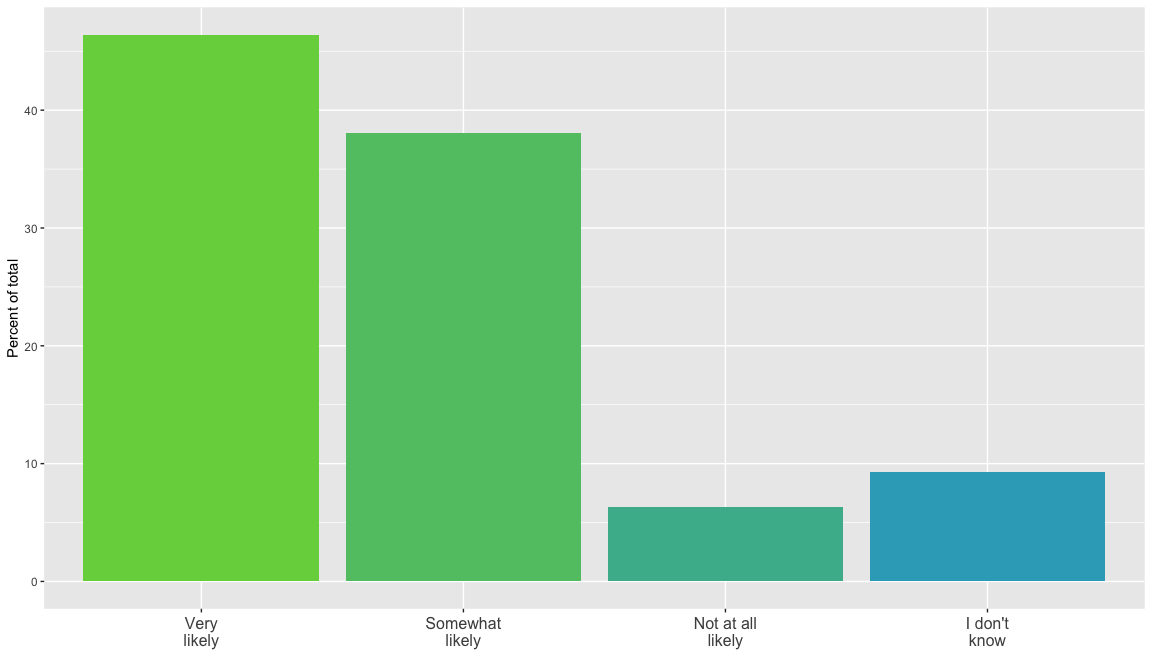 Percent of total
40
30
20
10
0
Very
likely
Somewhat
likely
Not at all
likely
I don't
know